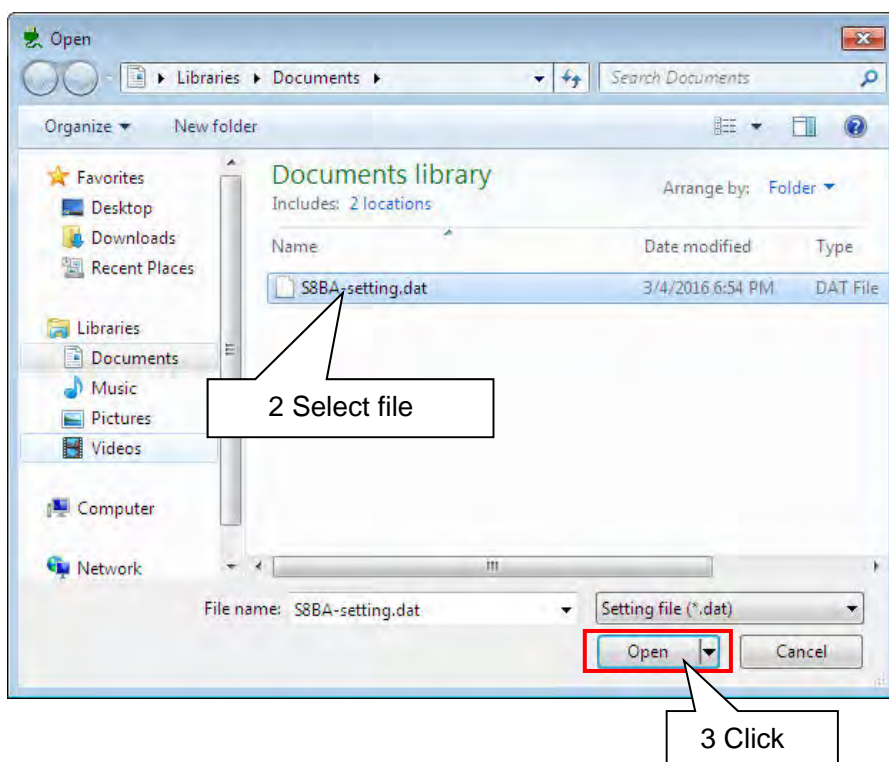 Open
Libraries Documents
Search Documents
Organize New folder
Favorites
Desktop
Downloads
Recent Places
Libraries
Documents
Music
Pictures
Videos
Computer
Network
Documents library
Includes: 2 locations
Arrange by: Folder
Name Date modified Type
S8BA-setting.dat 3/4/2016 6:54 PM DAT File
2 Select file
File name: S8BA-setting.dat Setting file (*.dat)
Open Cancel
3 Click